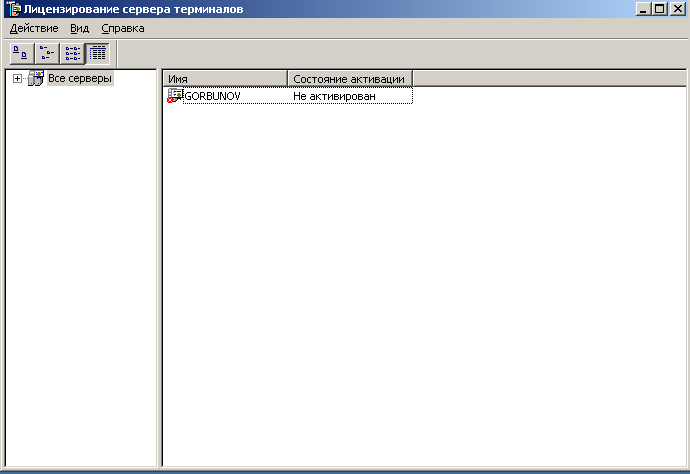 Лицензирование сервера терминалов
Действие Вид Справка
Все серверы
Имя Состояние активации
GORBUNOV Не активирован